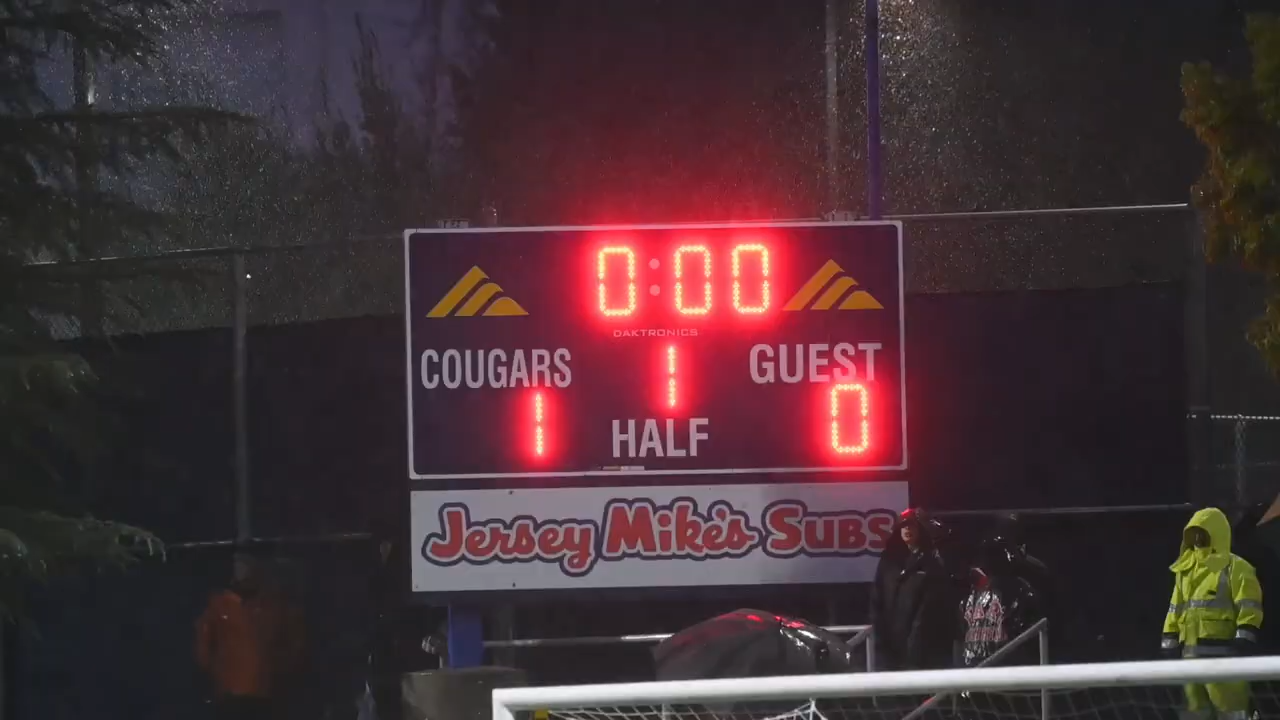 0:00
DAKTRONICS
COUGARS 1 GUEST
1 HALF 0
Jersey Mike's Subs